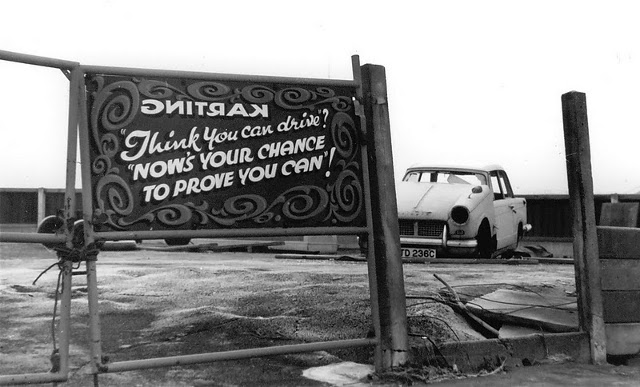 KARTING
"Think You can drive"?
"NOW'S YOUR CHANCE
TO PROVE YOU CAN"!
TD 236C